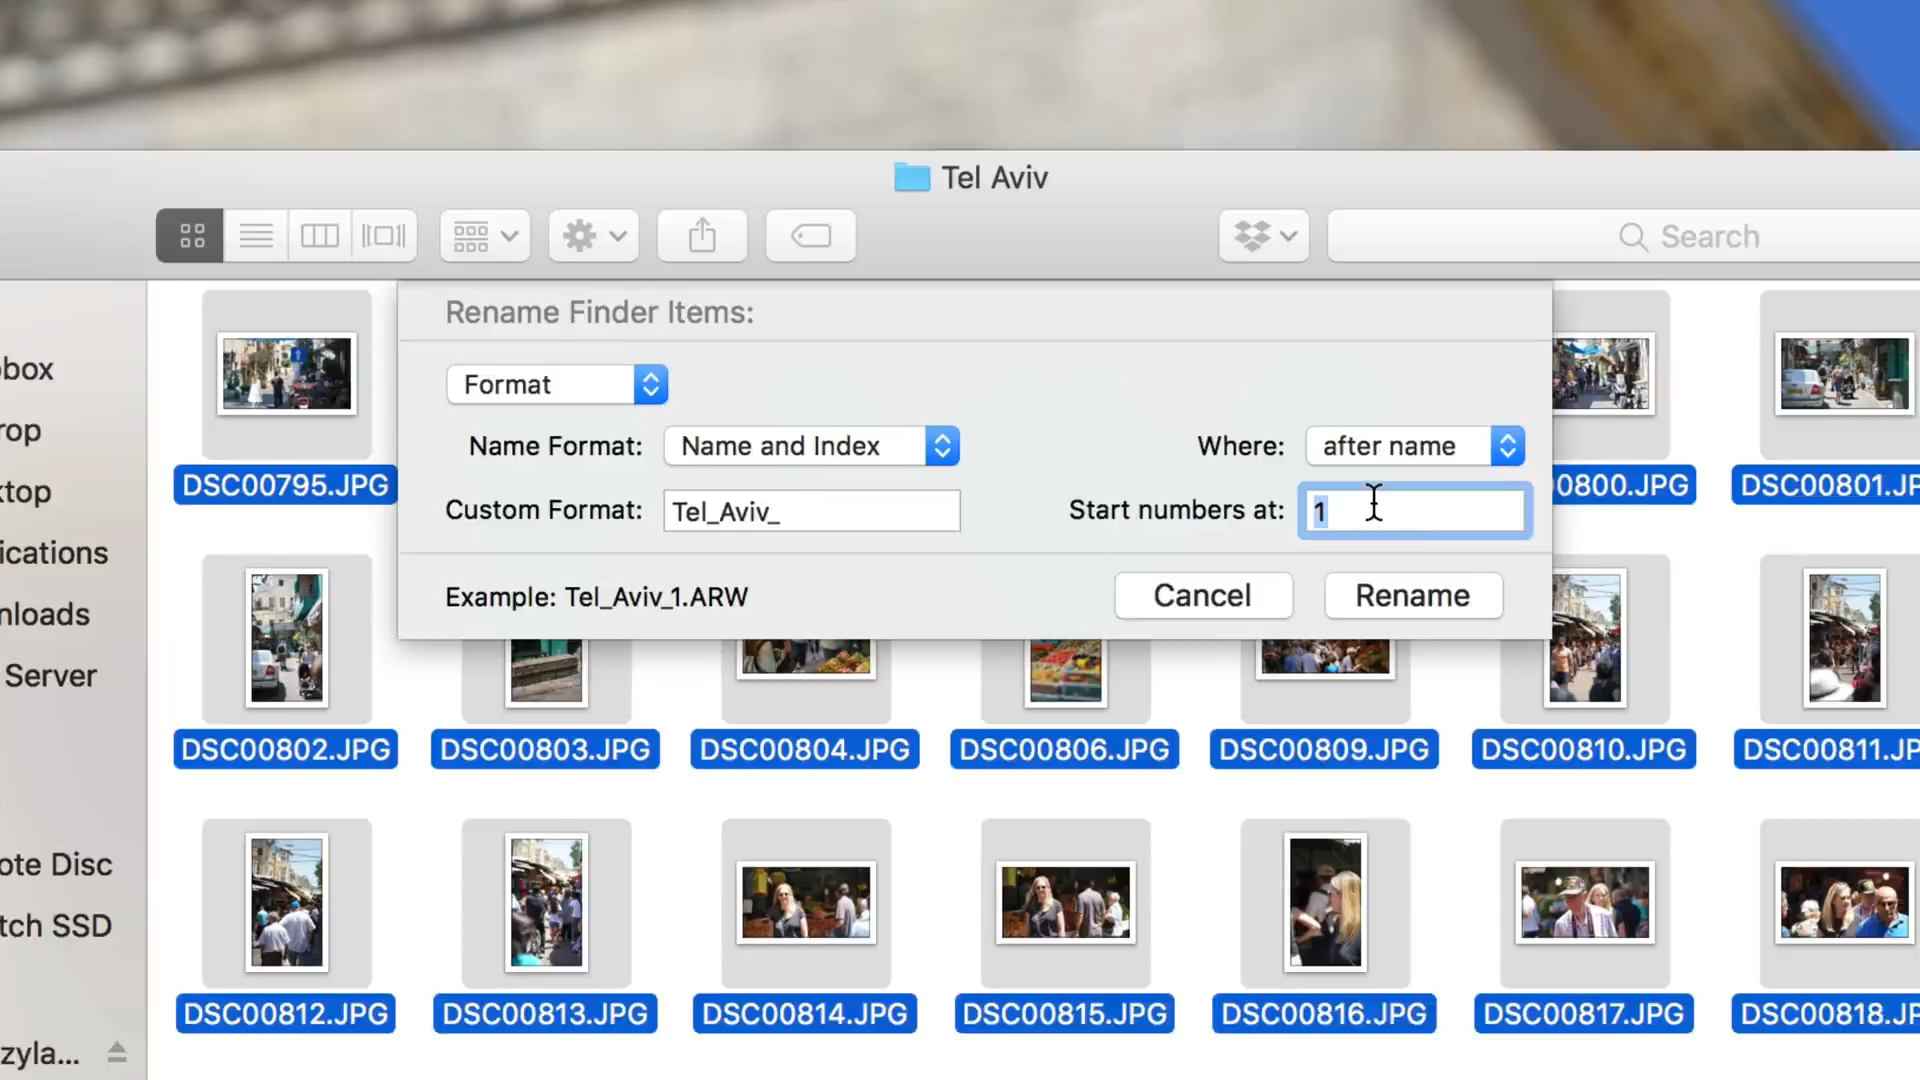 Tel Aviv
Search
Rename Finder Items:
Format
Name Format: Name and Index
Where: after name
Custom Format: Tel_Aviv_
Start numbers at: 1
Example: Tel_Aviv_1.ARW
Cancel
Rename
DSC00795.JPG
00800.JPG
DSC00801.JP
DSC00802.JPG
DSC00803.JPG
DSC00804.JPG
DSC00806.JPG
DSC00809.JPG
DSC00810.JPG
DSC00811.JP
DSC00812.JPG
DSC00813.JPG
DSC00814.JPG
DSC00815.JPG
DSC00816.JPG
DSC00817.JPG
DSC00818.JP
box
rop
top
ications
nloads
Server
ote Disc
tch SSD
zyla...